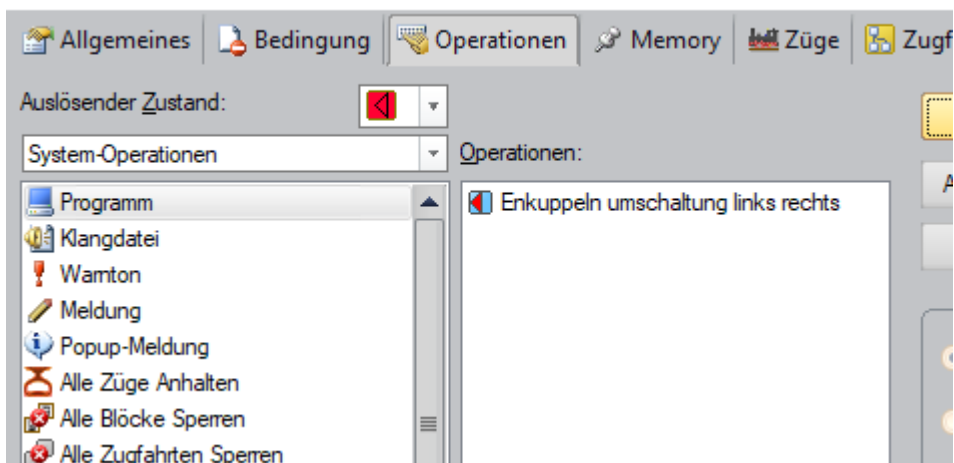 Allgemeines Bedingung Operationen Memory Züge Zugf
Auslösender Zustand:
System-Operationen
Operationen:
Programm
Klangdatei
Warnton
Meldung
Popup-Meldung
Alle Züge Anhalten
Alle Blöcke Sperren
Alle Zugfahrten Sperren
Enkuppeln umschaltung links rechts
A